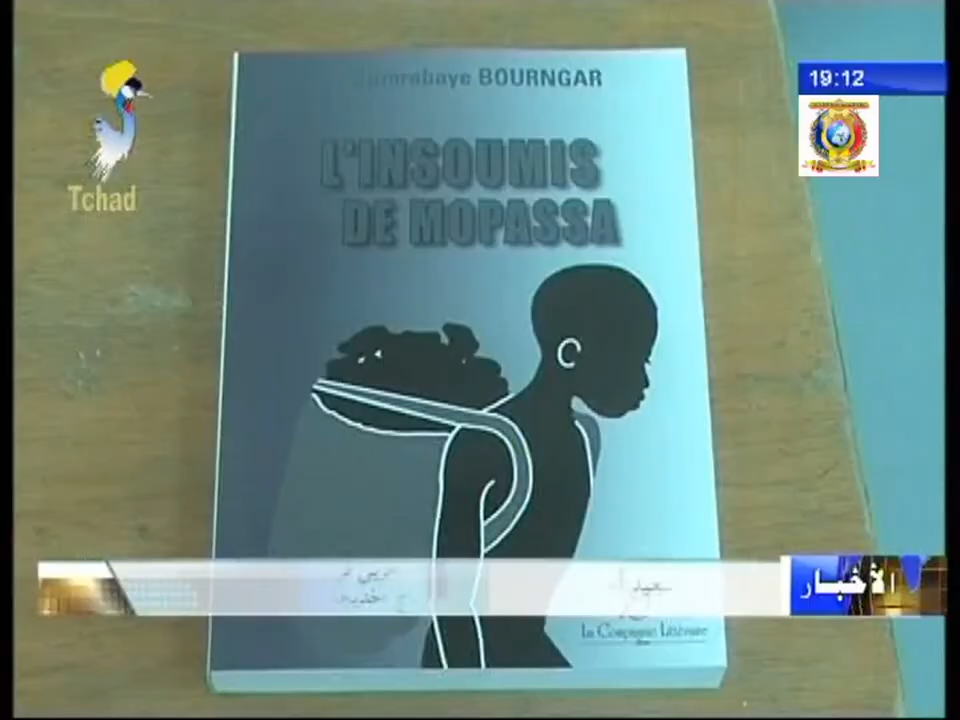 Tchad
19:12
BOURNGAR
L'INSOUMIS
DE MOPASSA
الأخبار
La Compagnie Littéraire